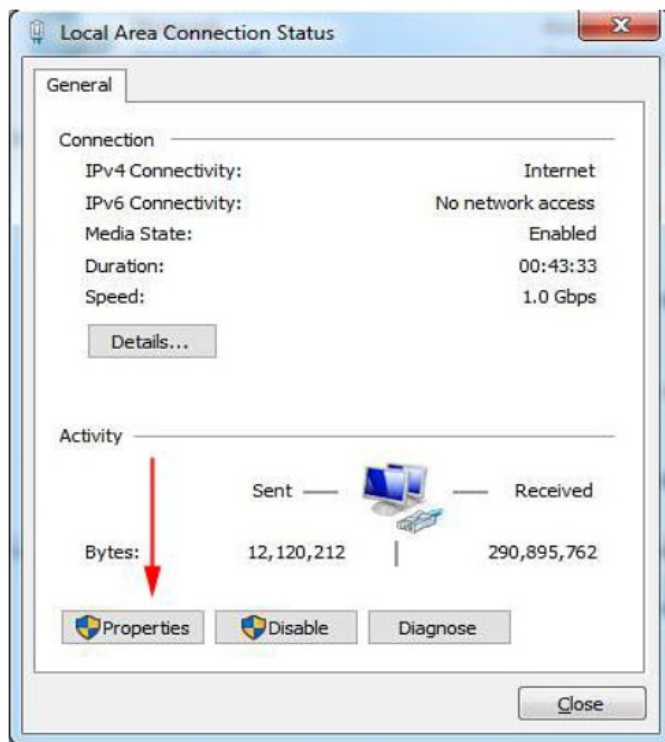 Local Area Connection Status
General
Connection
IPv4 Connectivity: Internet
IPv6 Connectivity: No network access
Media State: Enabled
Duration: 00:43:33
Speed: 1.0 Gbps
Details...
Activity
Sent Received
Bytes: 12,120,212 290,895,762
Properties Disable Diagnose
Close